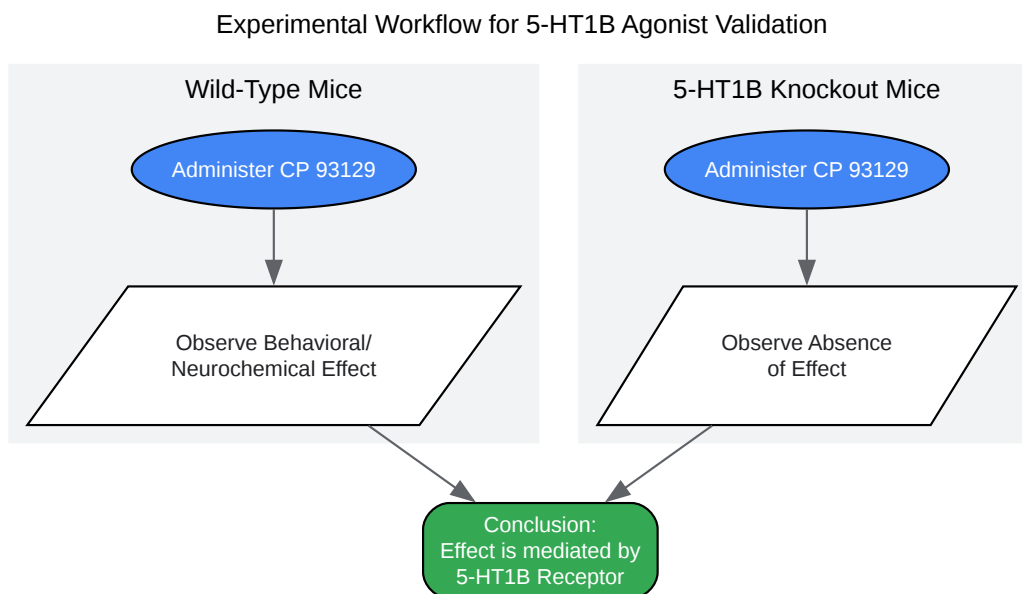 Experimental Workflow for 5-HT1B Agonist Validation
Wild-Type Mice
Administer CP 93129
Observe Behavioral/
Neurochemical Effect
5-HT1B Knockout Mice
Administer CP 93129
Observe Absence
of Effect
Conclusion:
Effect is mediated by
5-HT1B Receptor